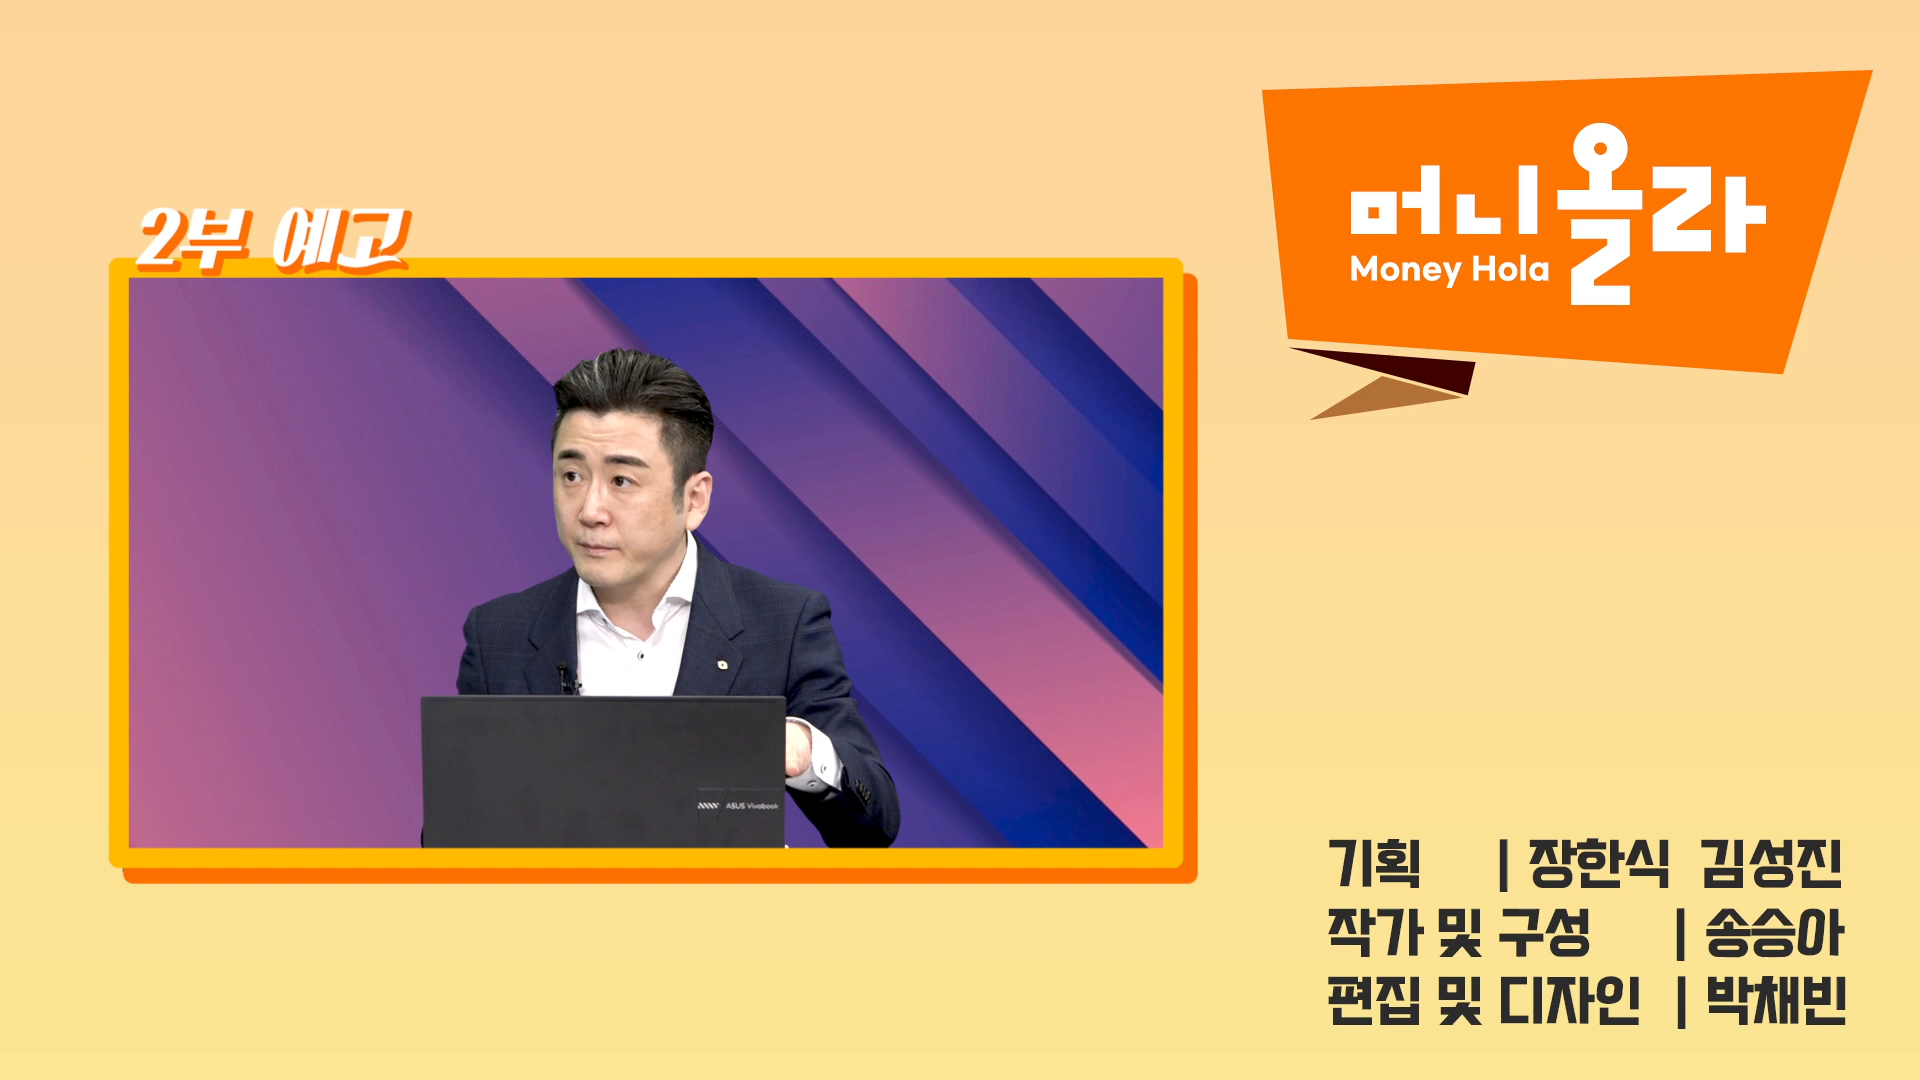 2부 예고
머니올라
Money Hola
ASUS Vivobook
기획 | 장한식 김성진
작가 및 구성 | 송승아
편집 및 디자인 | 박채빈